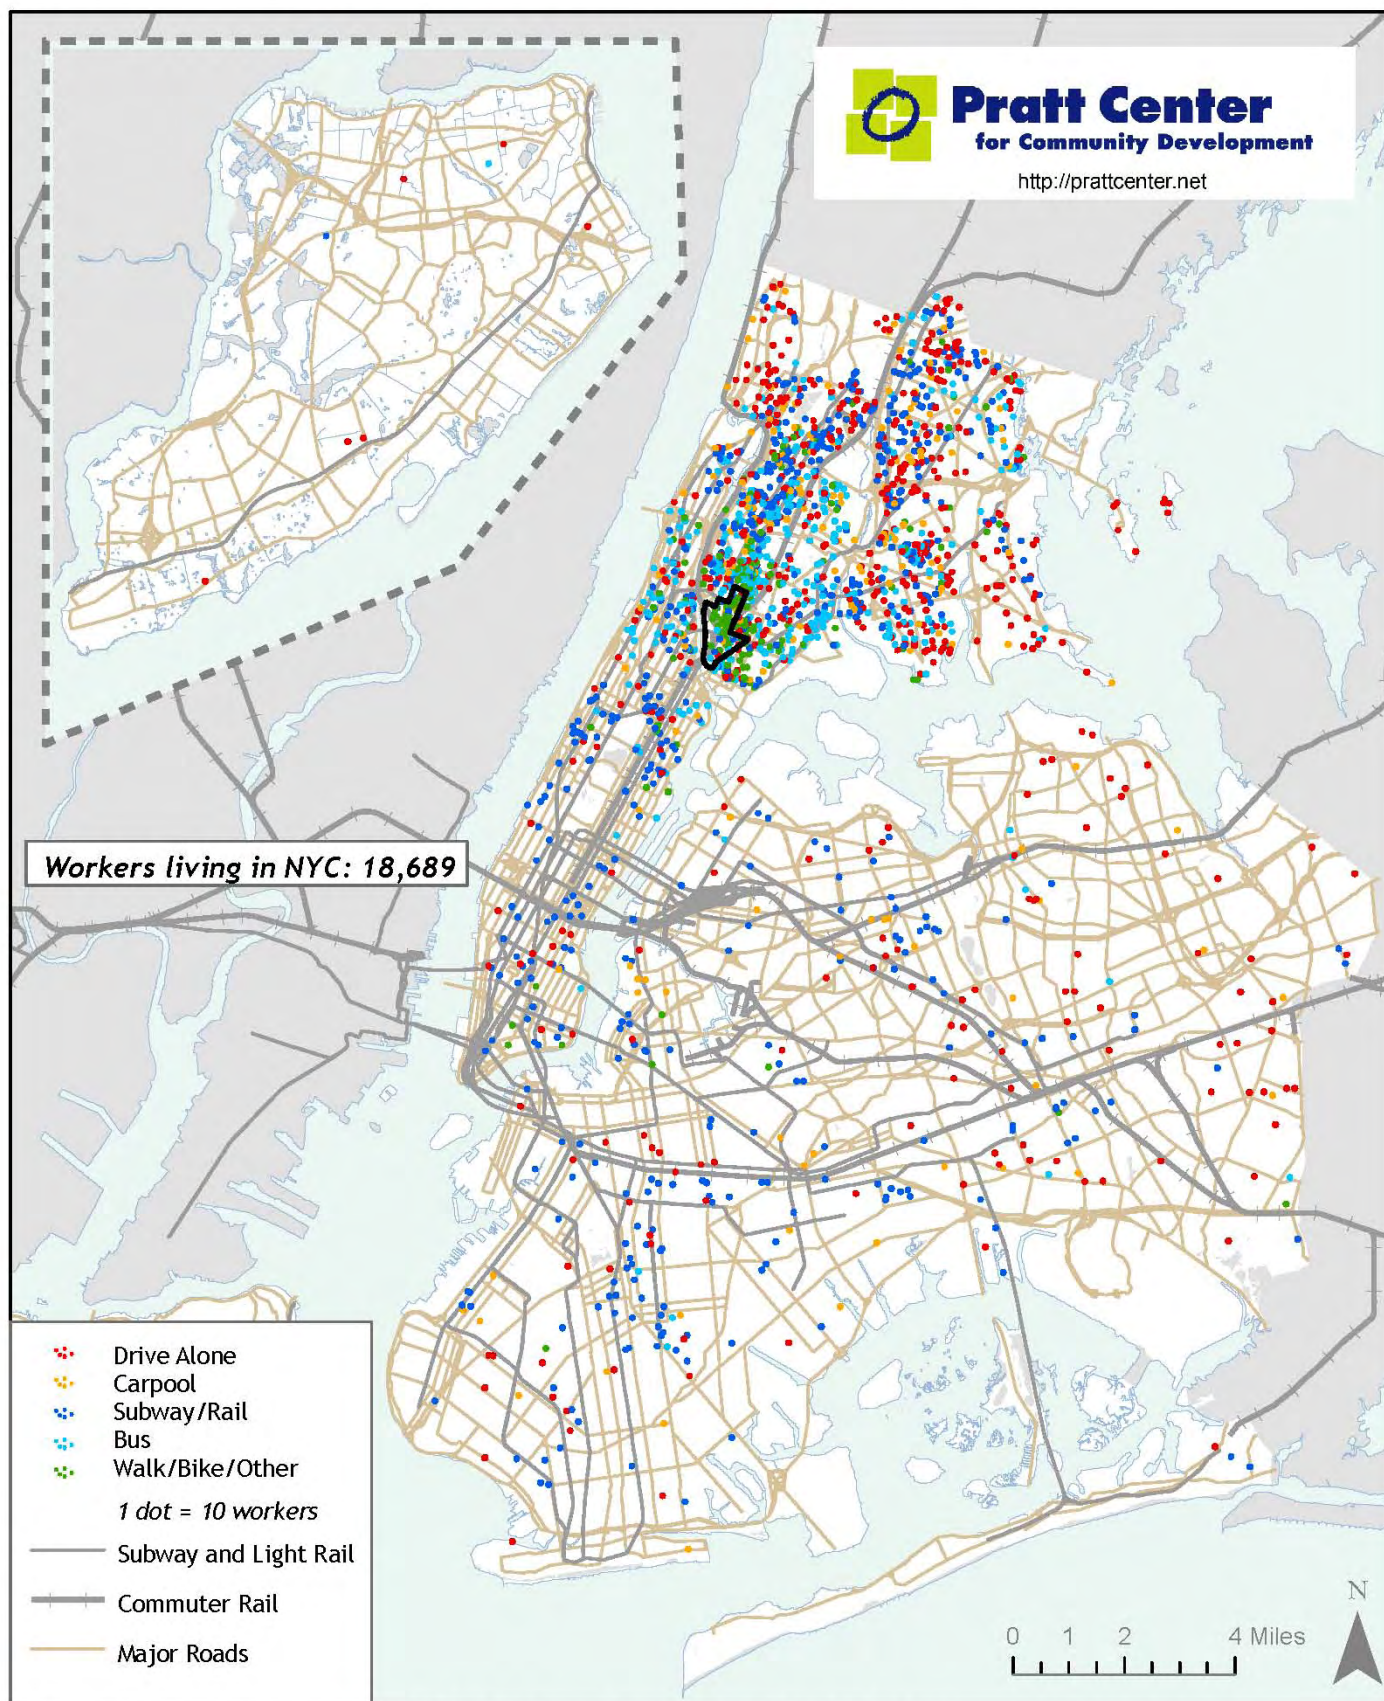 Pratt Center
for Community Development
http://prattcenter.net
Workers living in NYC: 18,689
Drive Alone
Carpool
Subway/Rail
Bus
Walk/Bike/Other
1 dot = 10 workers
Subway and Light Rail
Commuter Rail
Major Roads
N
0 1 2 4 Miles